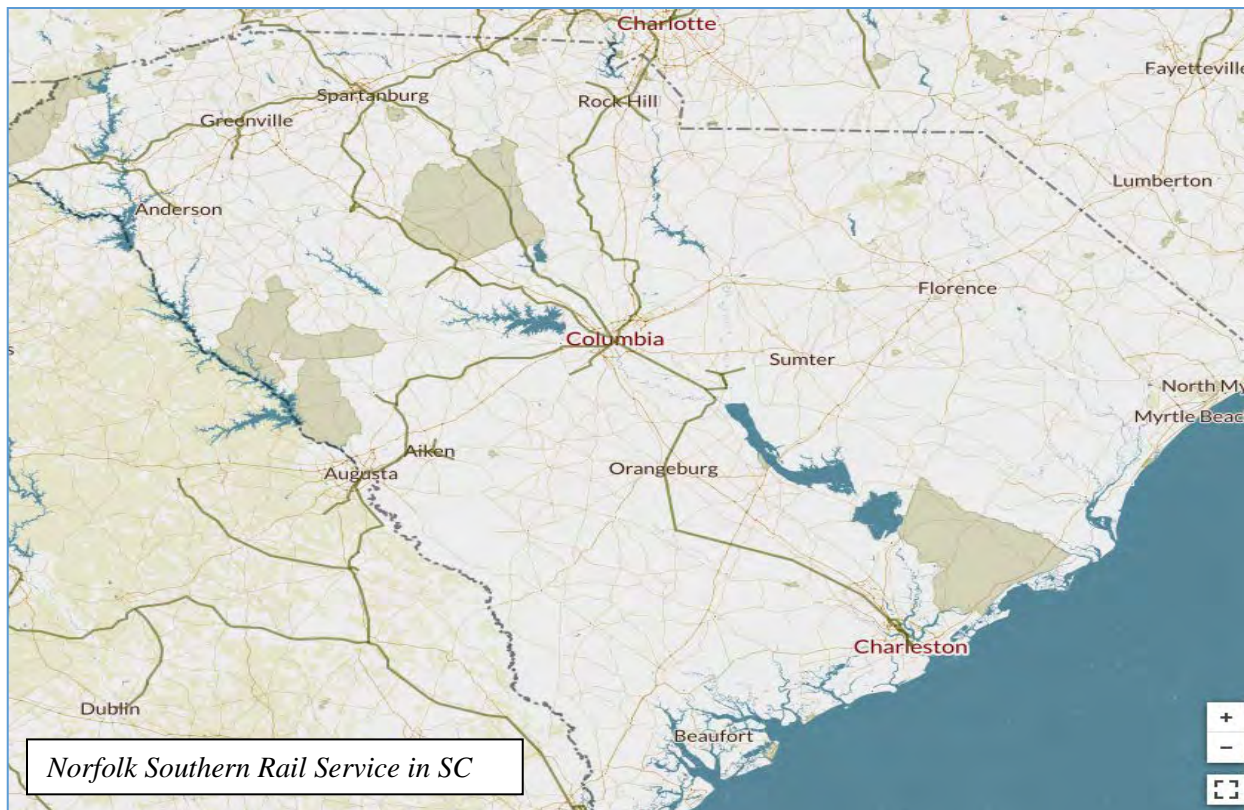 Charlotte
Fayetteville
Spartanburg
Rock Hill
Greenville
Lumberton
Anderson
Florence
Columbia
Sumter
North My
Myrtle Beac
Aiken
Augusta
Orangeburg
Charleston
Dublin
Beaufort
+
−
Norfolk Southern Rail Service in SC